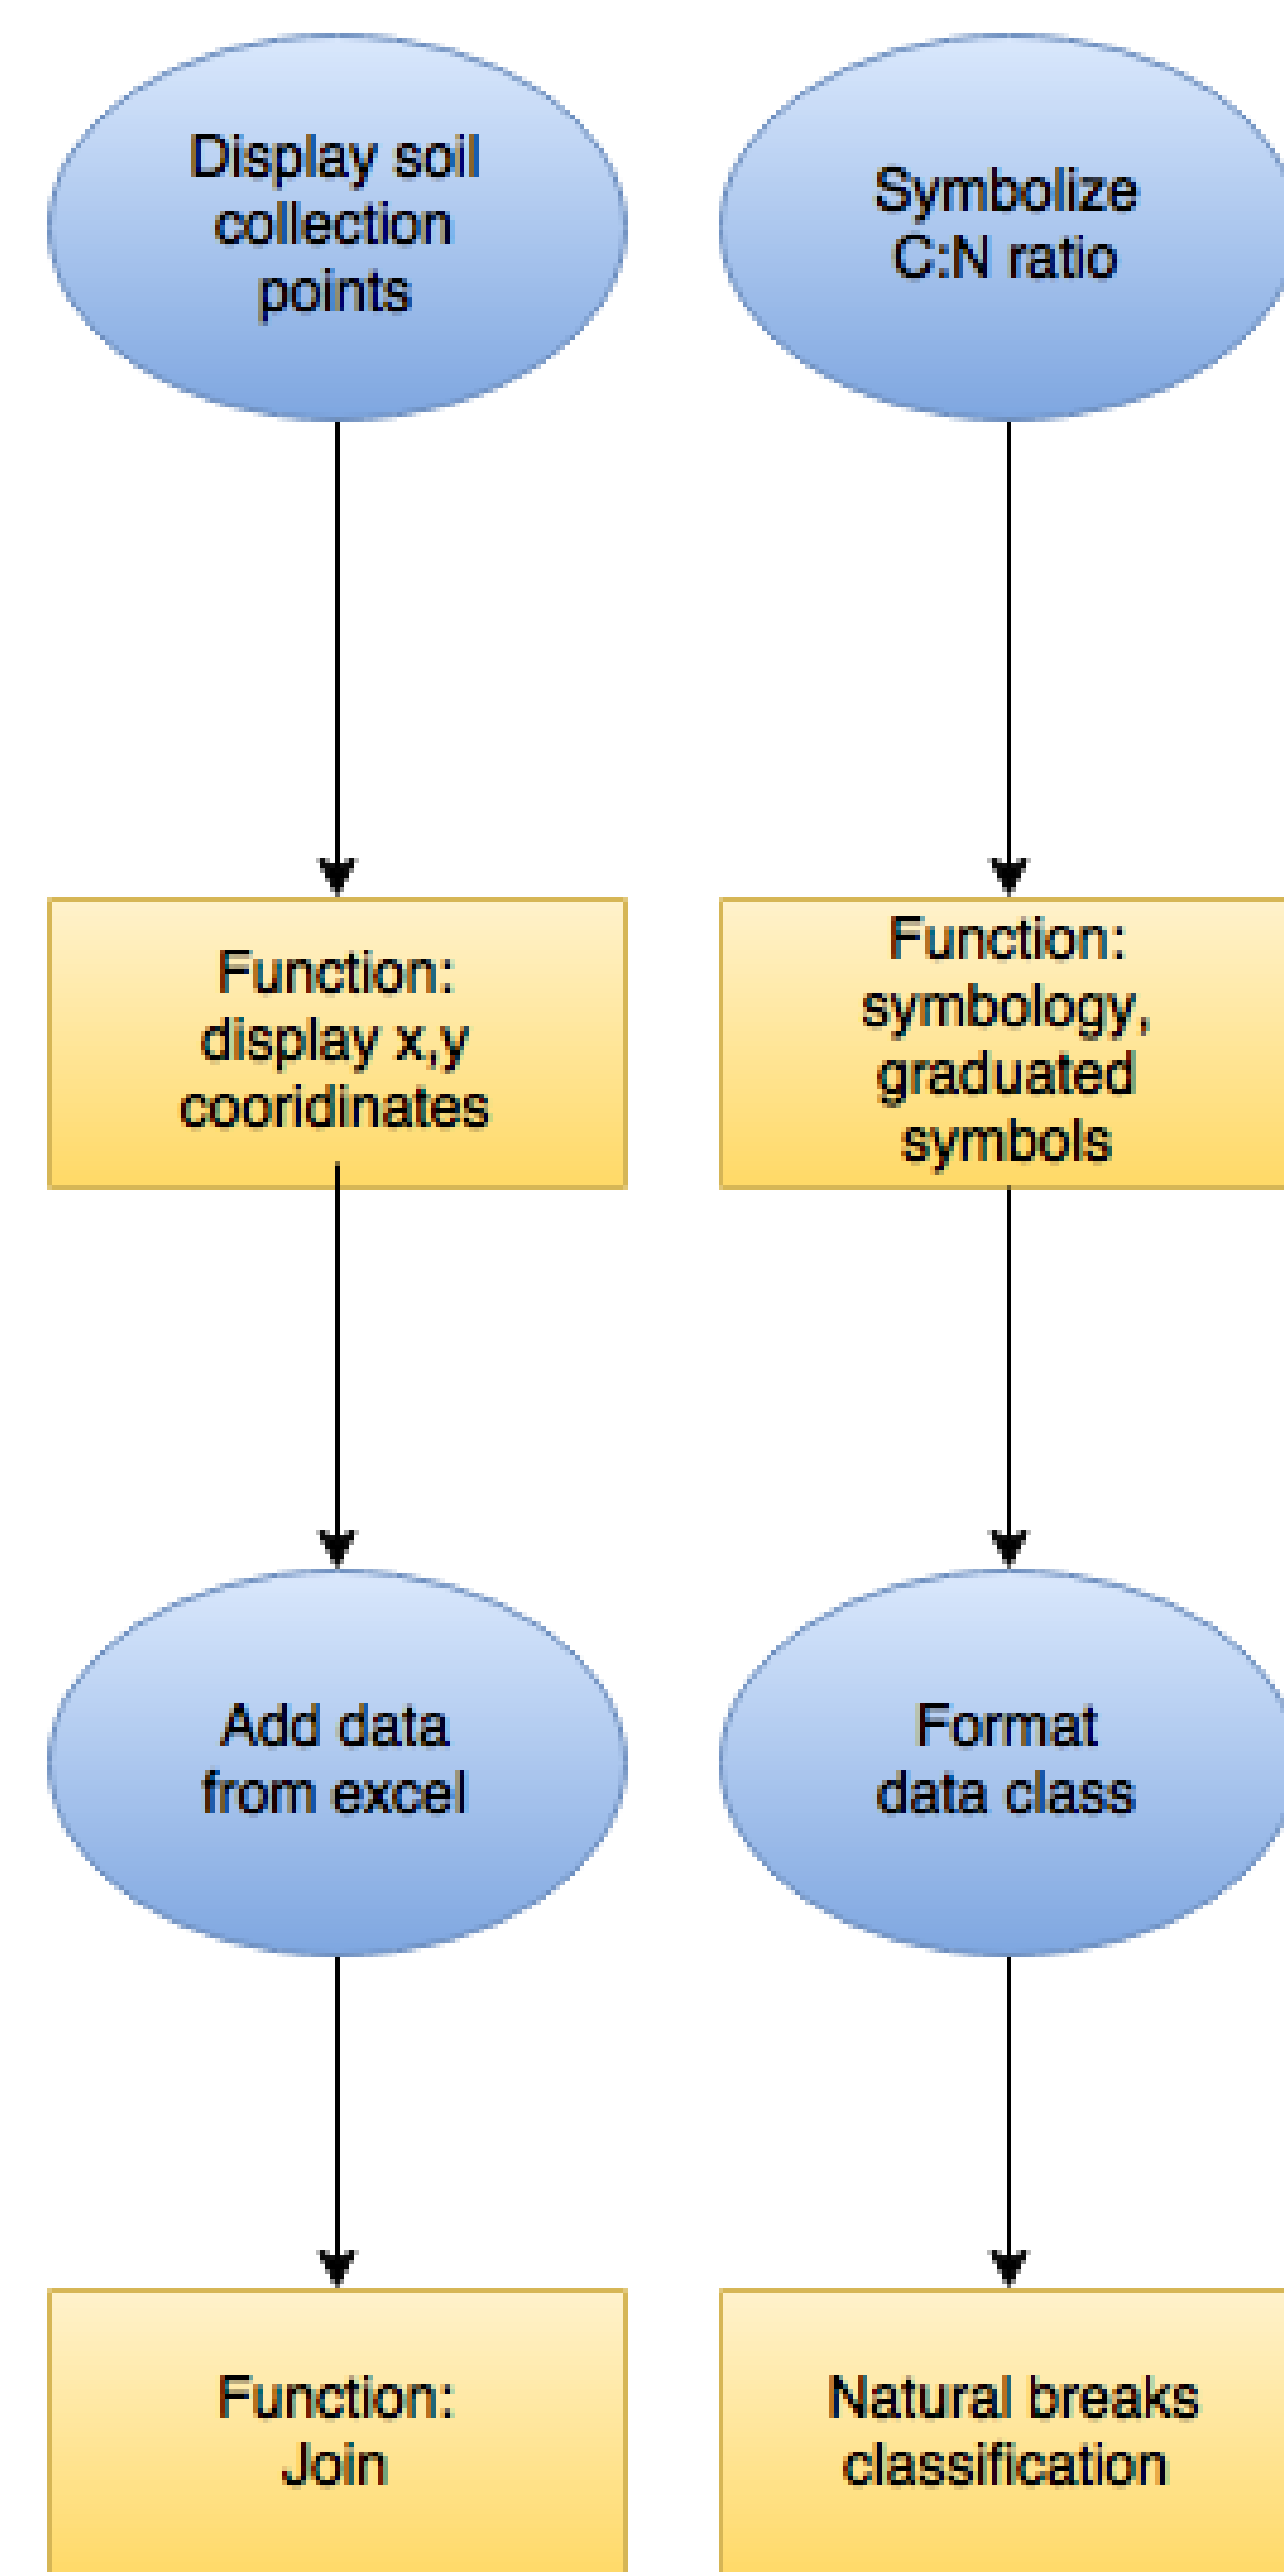 Display soil
collection
points
Function:
display x,y
cooridinates
Add data
from excel
Function:
Join
Symbolize
C:N ratio
Function:
symbology,
graduated
symbols
Format
data class
Natural breaks
classification